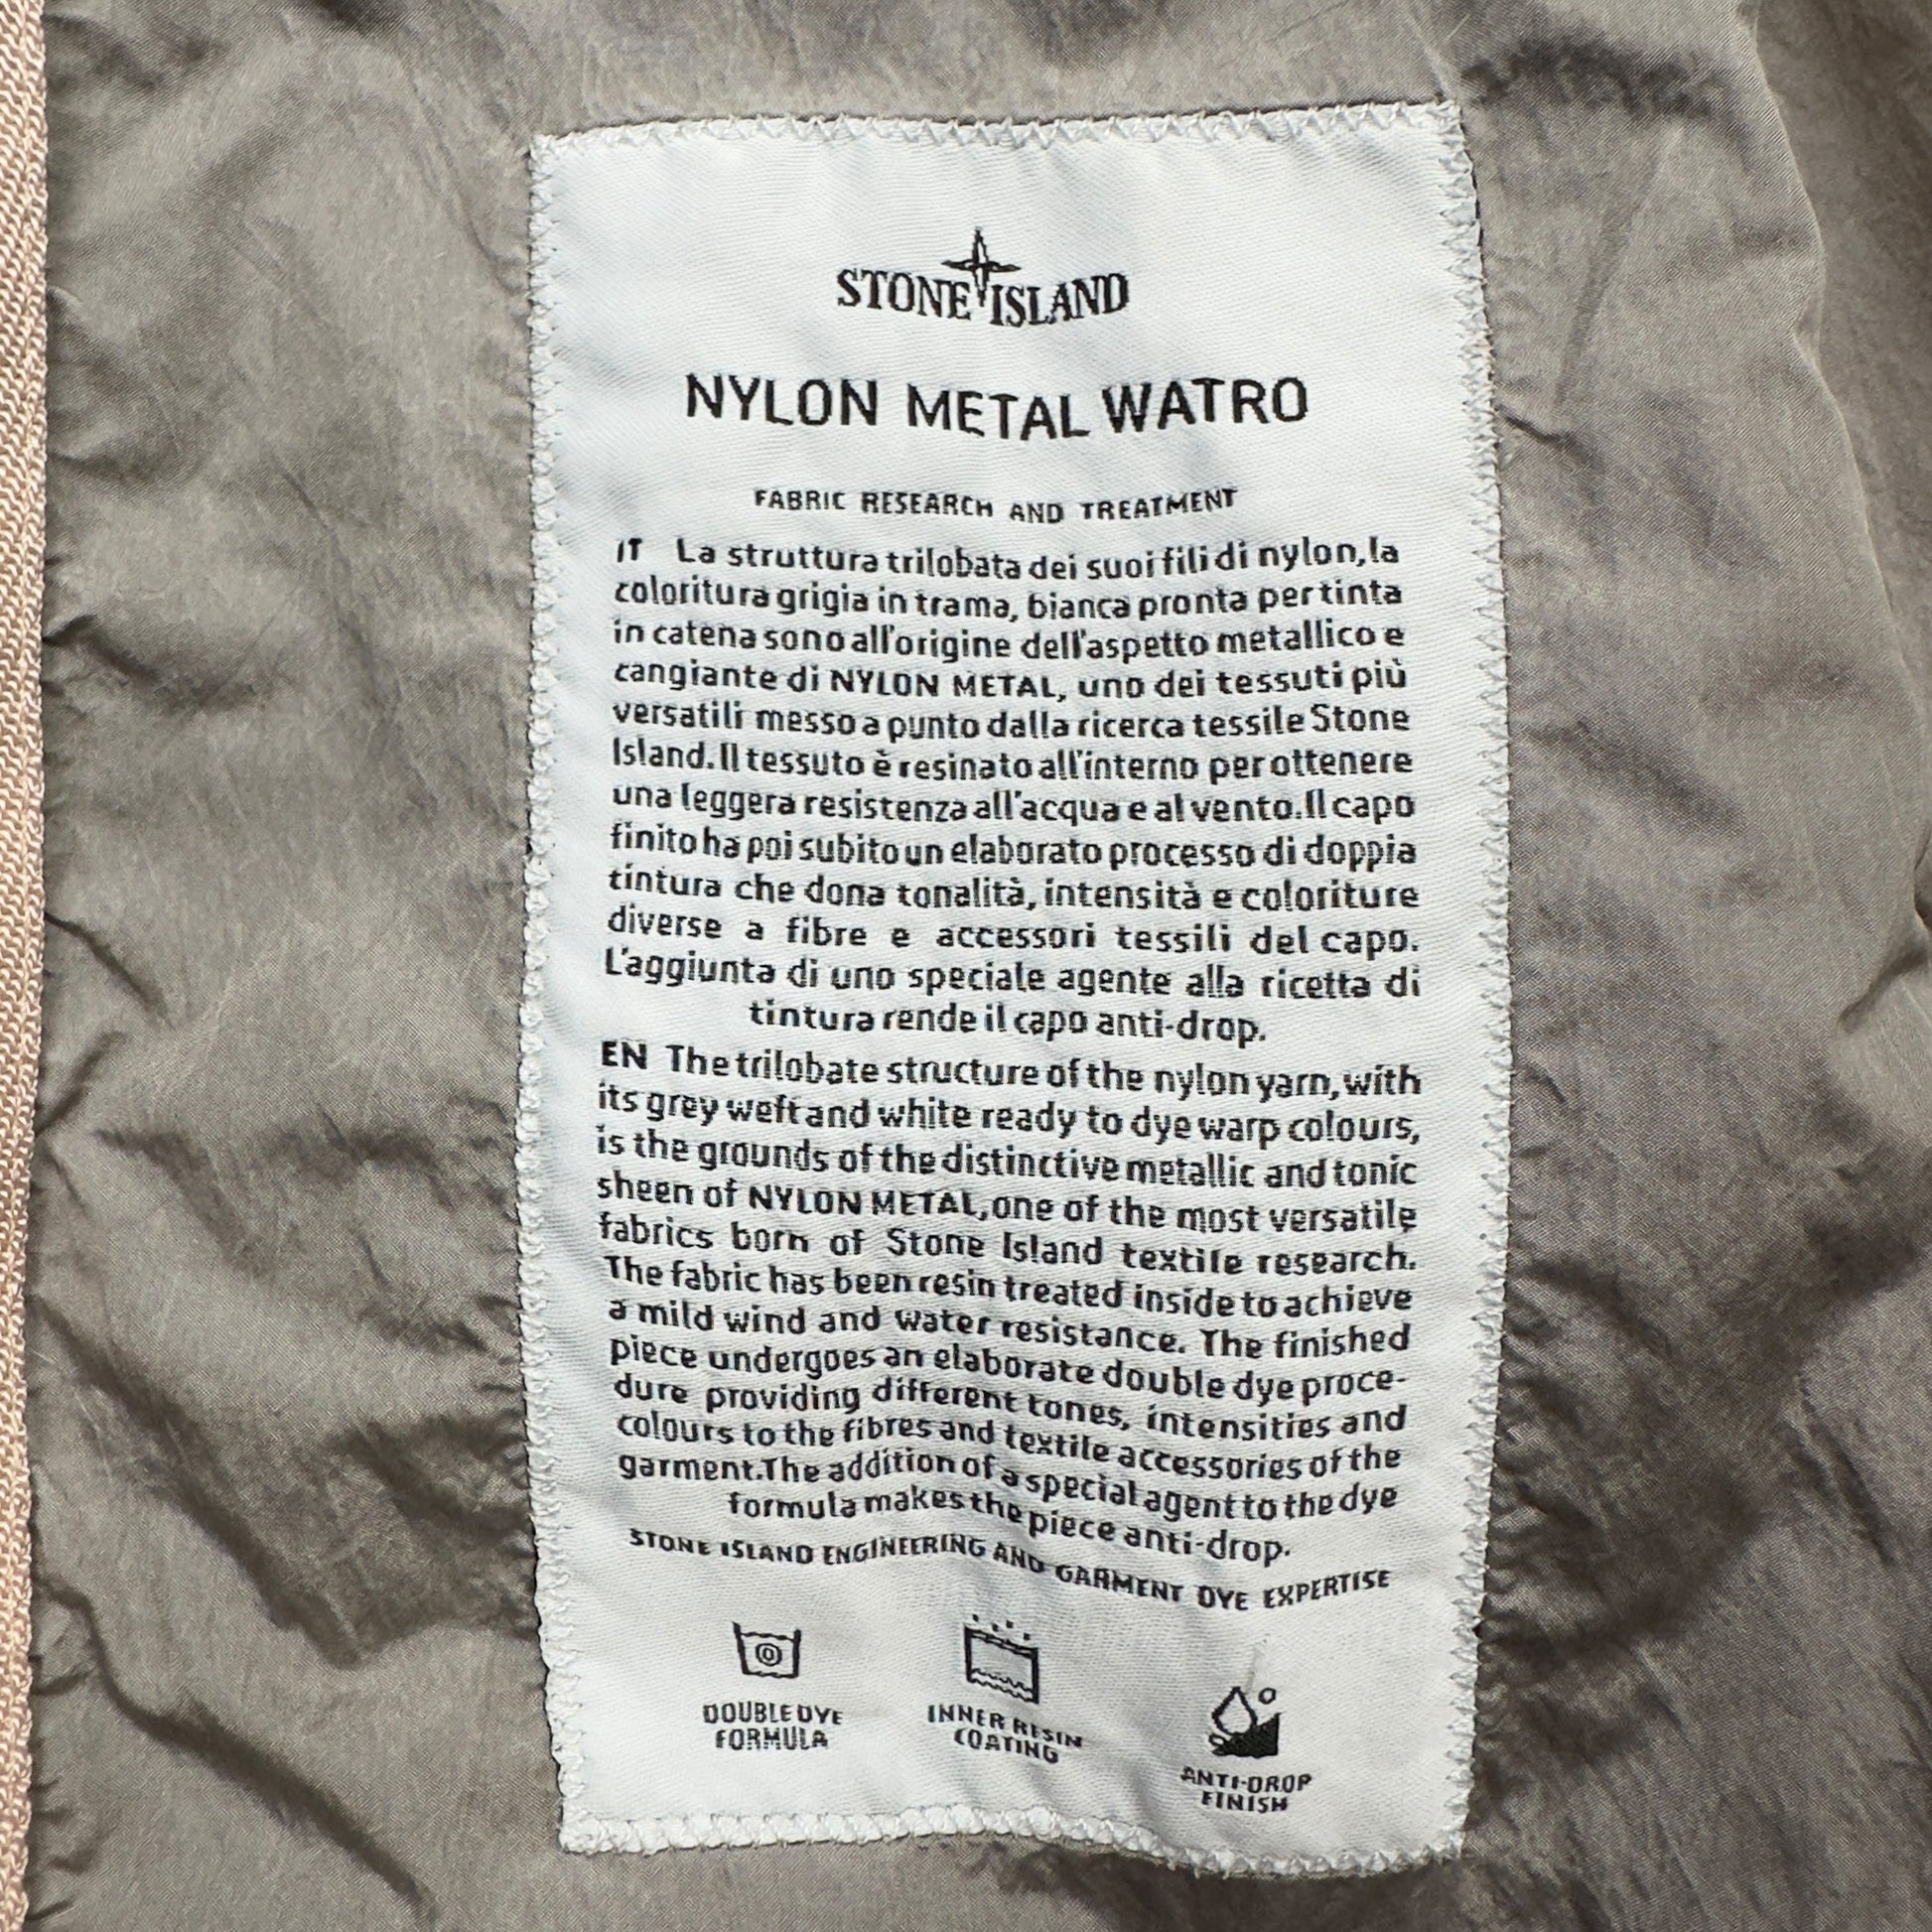 STONE ISLAND
NYLON METAL WATRO
FABRIC RESEARCH AND TREATMENT
IT La struttura trilobata dei suoi fili di nylon, la
coloritura grigia in trama, bianca pronta per tinta
in catena sono all'origine dell'aspetto metallico e
cangiante di NYLON METAL, uno dei tessuti più
versatili messo a punto dalla ricerca tessile Stone
Island. Il tessuto è resinato all'interno per ottenere
una leggera resistenza all'acqua e al vento. Il capo
finito ha poi subito un elaborato processo di doppia
tintura che dona tonalità, intensità e coloriture
diverse a fibre e accessori tessili del capo.
L'aggiunta di uno speciale agente alla ricetta di
tintura rende il capo anti-drop.
EN The trilobate structure of the nylon yarn, with
its grey weft and white ready to dye warp colours,
is the grounds of the distinctive metallic and tonic
sheen of NYLON METAL, one of the most versatile
fabrics born of Stone Island textile research.
The fabric has been resin treated inside to achieve
a mild wind and water resistance. The finished
piece undergoes an elaborate double dye proce-
dure providing different tones, intensities and
colours to the fibres and textile accessories of the
garment. The addition of a special agent to the dye
formula makes the piece anti-drop.
STONE ISLAND ENGINEERING AND GARMENT DYE EXPERTISE
DOUBLE DYE
FORMULA
INNER RESIN
COATING
ANTI-DROP
FINISH